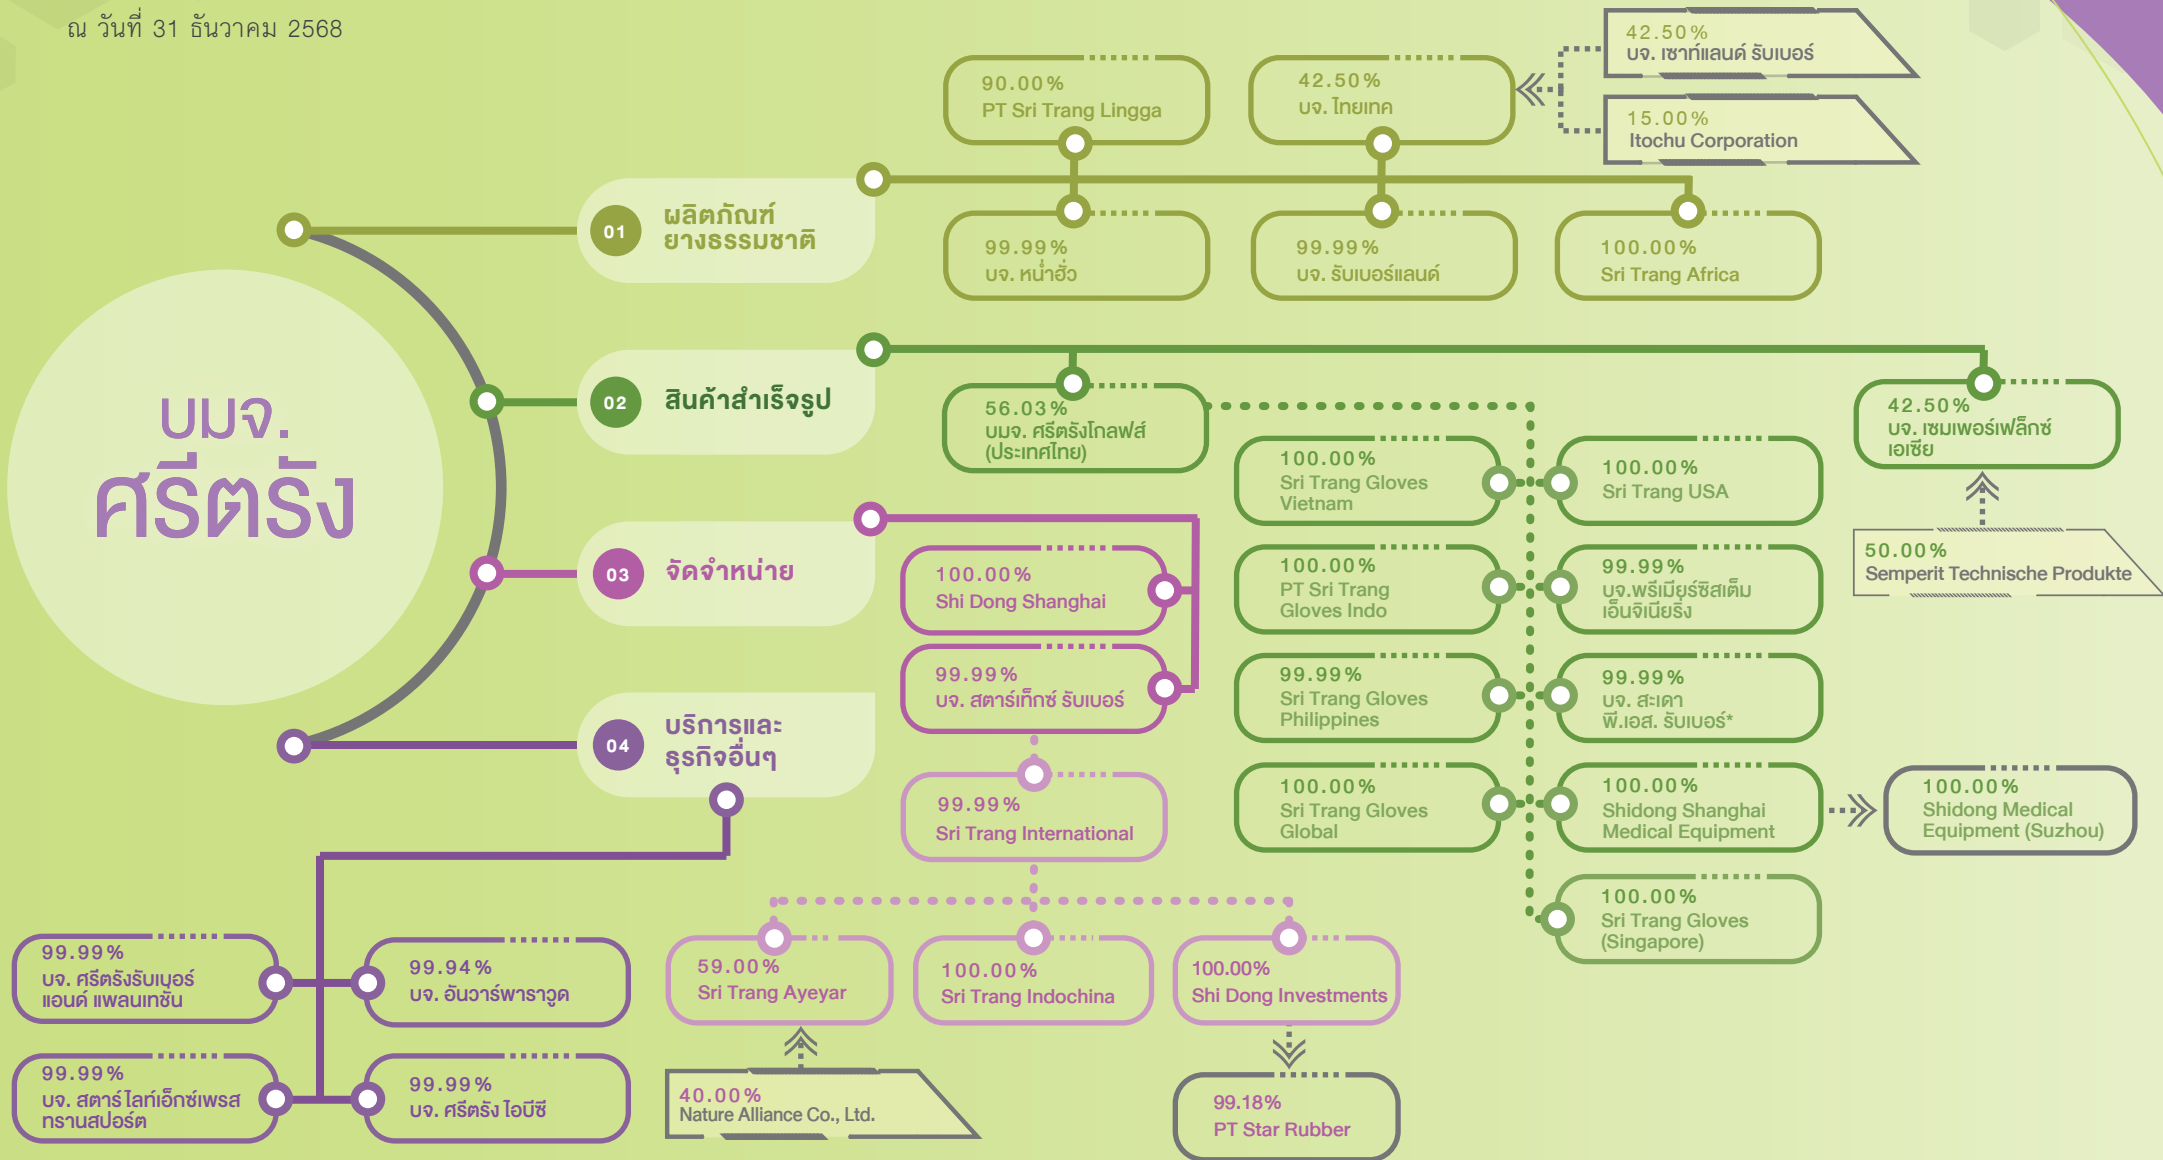 ณ วันที่ 31 ธันวาคม 2568
บมจ.
ศรีตรัง
01
ผลิตภัณฑ์
ยางธรรมชาติ
90.00%
PT Sri Trang Lingga
42.50%
บจ. ไทยเทค
42.50%
บจ. เซาท์แลนด์ รับเบอร์
15.00%
Itochu Corporation
99.99%
บจ. หน่ำฮั่ว
99.99%
บจ. รับเบอร์แลนด์
100.00%
Sri Trang Africa
02
สินค้าสำเร็จรูป
56.03%
บมจ. ศรีตรังโกลฟส์
(ประเทศไทย)
42.50%
บจ. เซมเพอร์เฟล็กซ์
เอเซีย
50.00%
Semperit Technische Produkte
100.00%
Sri Trang Gloves
Vietnam
100.00%
Sri Trang USA
100.00%
PT Sri Trang
Gloves Indo
99.99%
บจ.พรีเมียร์ซิสเต็ม
เอ็นจิเนียริ่ง
99.99%
Sri Trang Gloves
Philippines
99.99%
บจ. สะเดา
พี.เอส. รับเบอร์*
100.00%
Sri Trang Gloves
Global
100.00%
Shidong Shanghai
Medical Equipment
100.00%
Shidong Medical
Equipment (Suzhou)
100.00%
Sri Trang Gloves
(Singapore)
03
จัดจำหน่าย
100.00%
Shi Dong Shanghai
99.99%
บจ. สตาร์เท็กซ์ รับเบอร์
99.99%
Sri Trang International
59.00%
Sri Trang Ayeyar
100.00%
Sri Trang Indochina
100.00%
Shi Dong Investments
40.00%
Nature Alliance Co., Ltd.
99.18%
PT Star Rubber
04
บริการและ
ธุรกิจอื่นๆ
99.99%
บจ. ศรีตรังรับเบอร์
แอนด์ แพลนเทชั่น
99.94%
บจ. อันวาร์พาราวูด
99.99%
บจ. สตาร์ ไลท์เอ็กซ์เพรส
ทรานสปอร์ต
99.99%
บจ. ศรีตรัง ไอบีซี